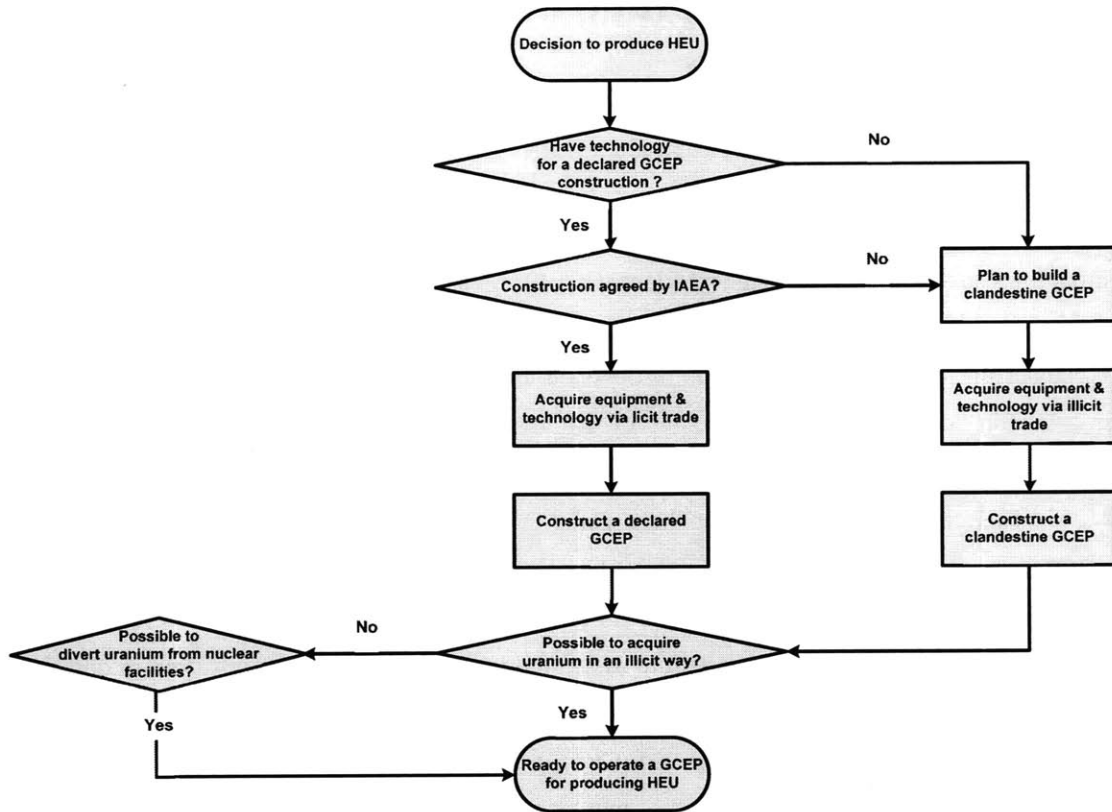 Decision to produce HEU
Have technology
for a declared GCEP
construction ?
No
Yes
Construction agreed by IAEA?
No
Plan to build a
clandestine GCEP
Yes
Acquire equipment &
technology via licit trade
Acquire equipment &
technology via illicit
trade
Construct a declared
GCEP
Construct a
clandestine GCEP
Possible to
divert uranium from nuclear
facilities?
No
Possible to acquire
uranium in an illicit way?
Yes
Yes
Ready to operate a GCEP
for producing HEU